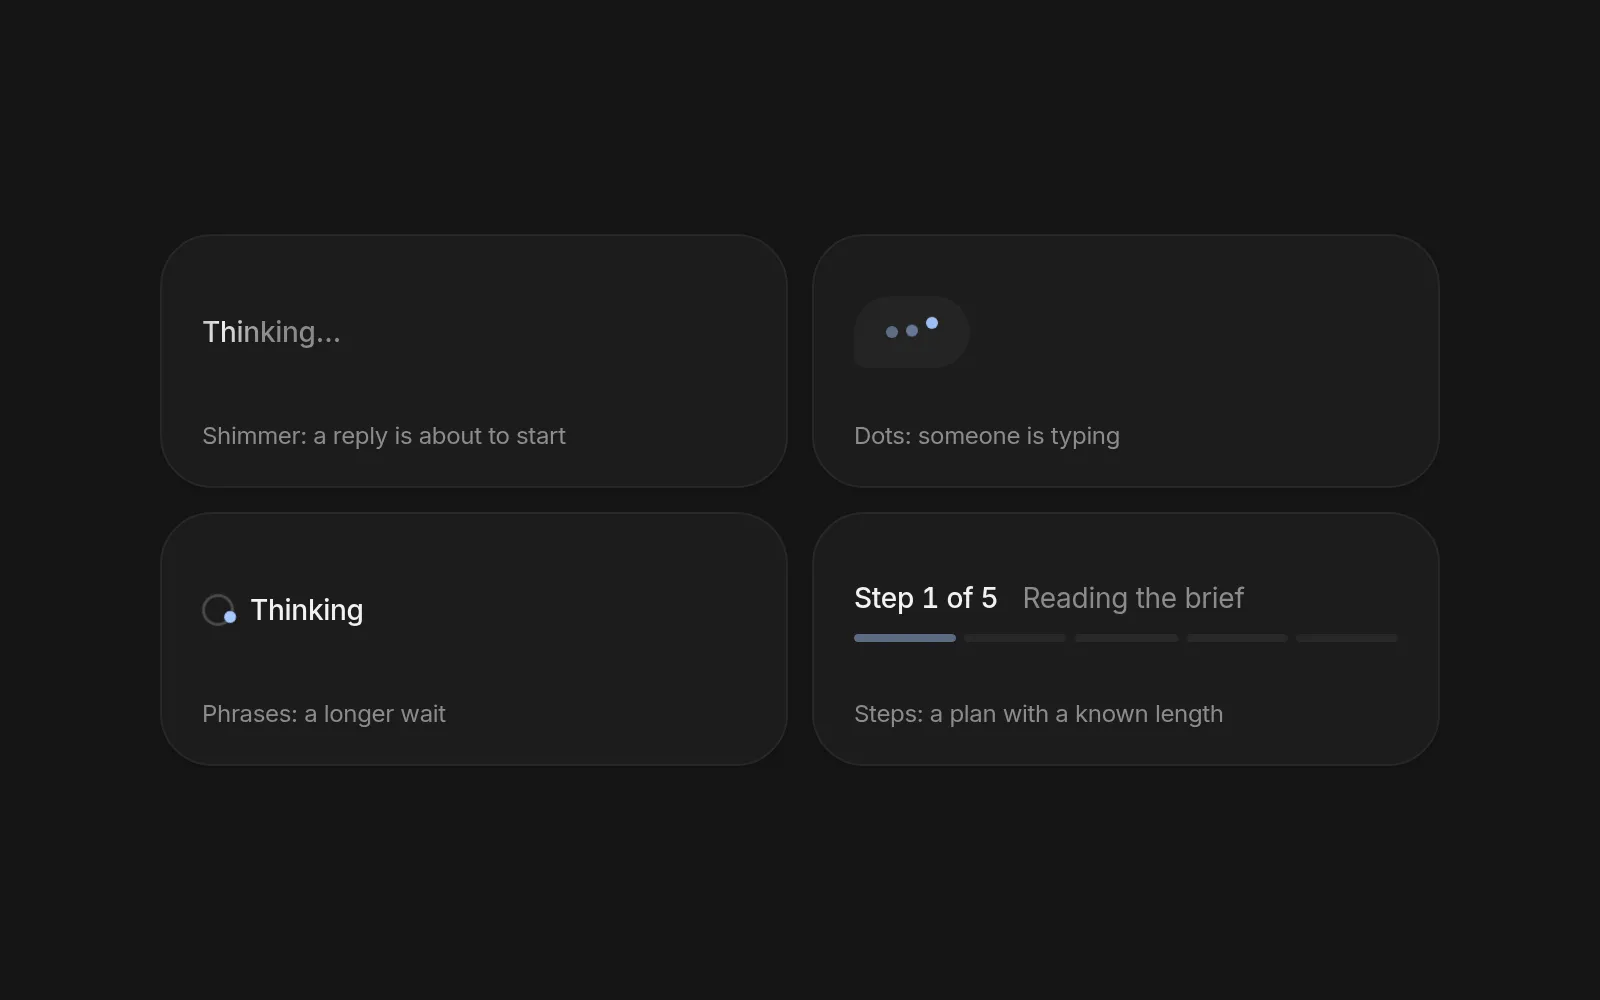 Thinking...
Shimmer: a reply is about to start
Dots: someone is typing
Thinking
Phrases: a longer wait
Step 1 of 5 Reading the brief
Steps: a plan with a known length